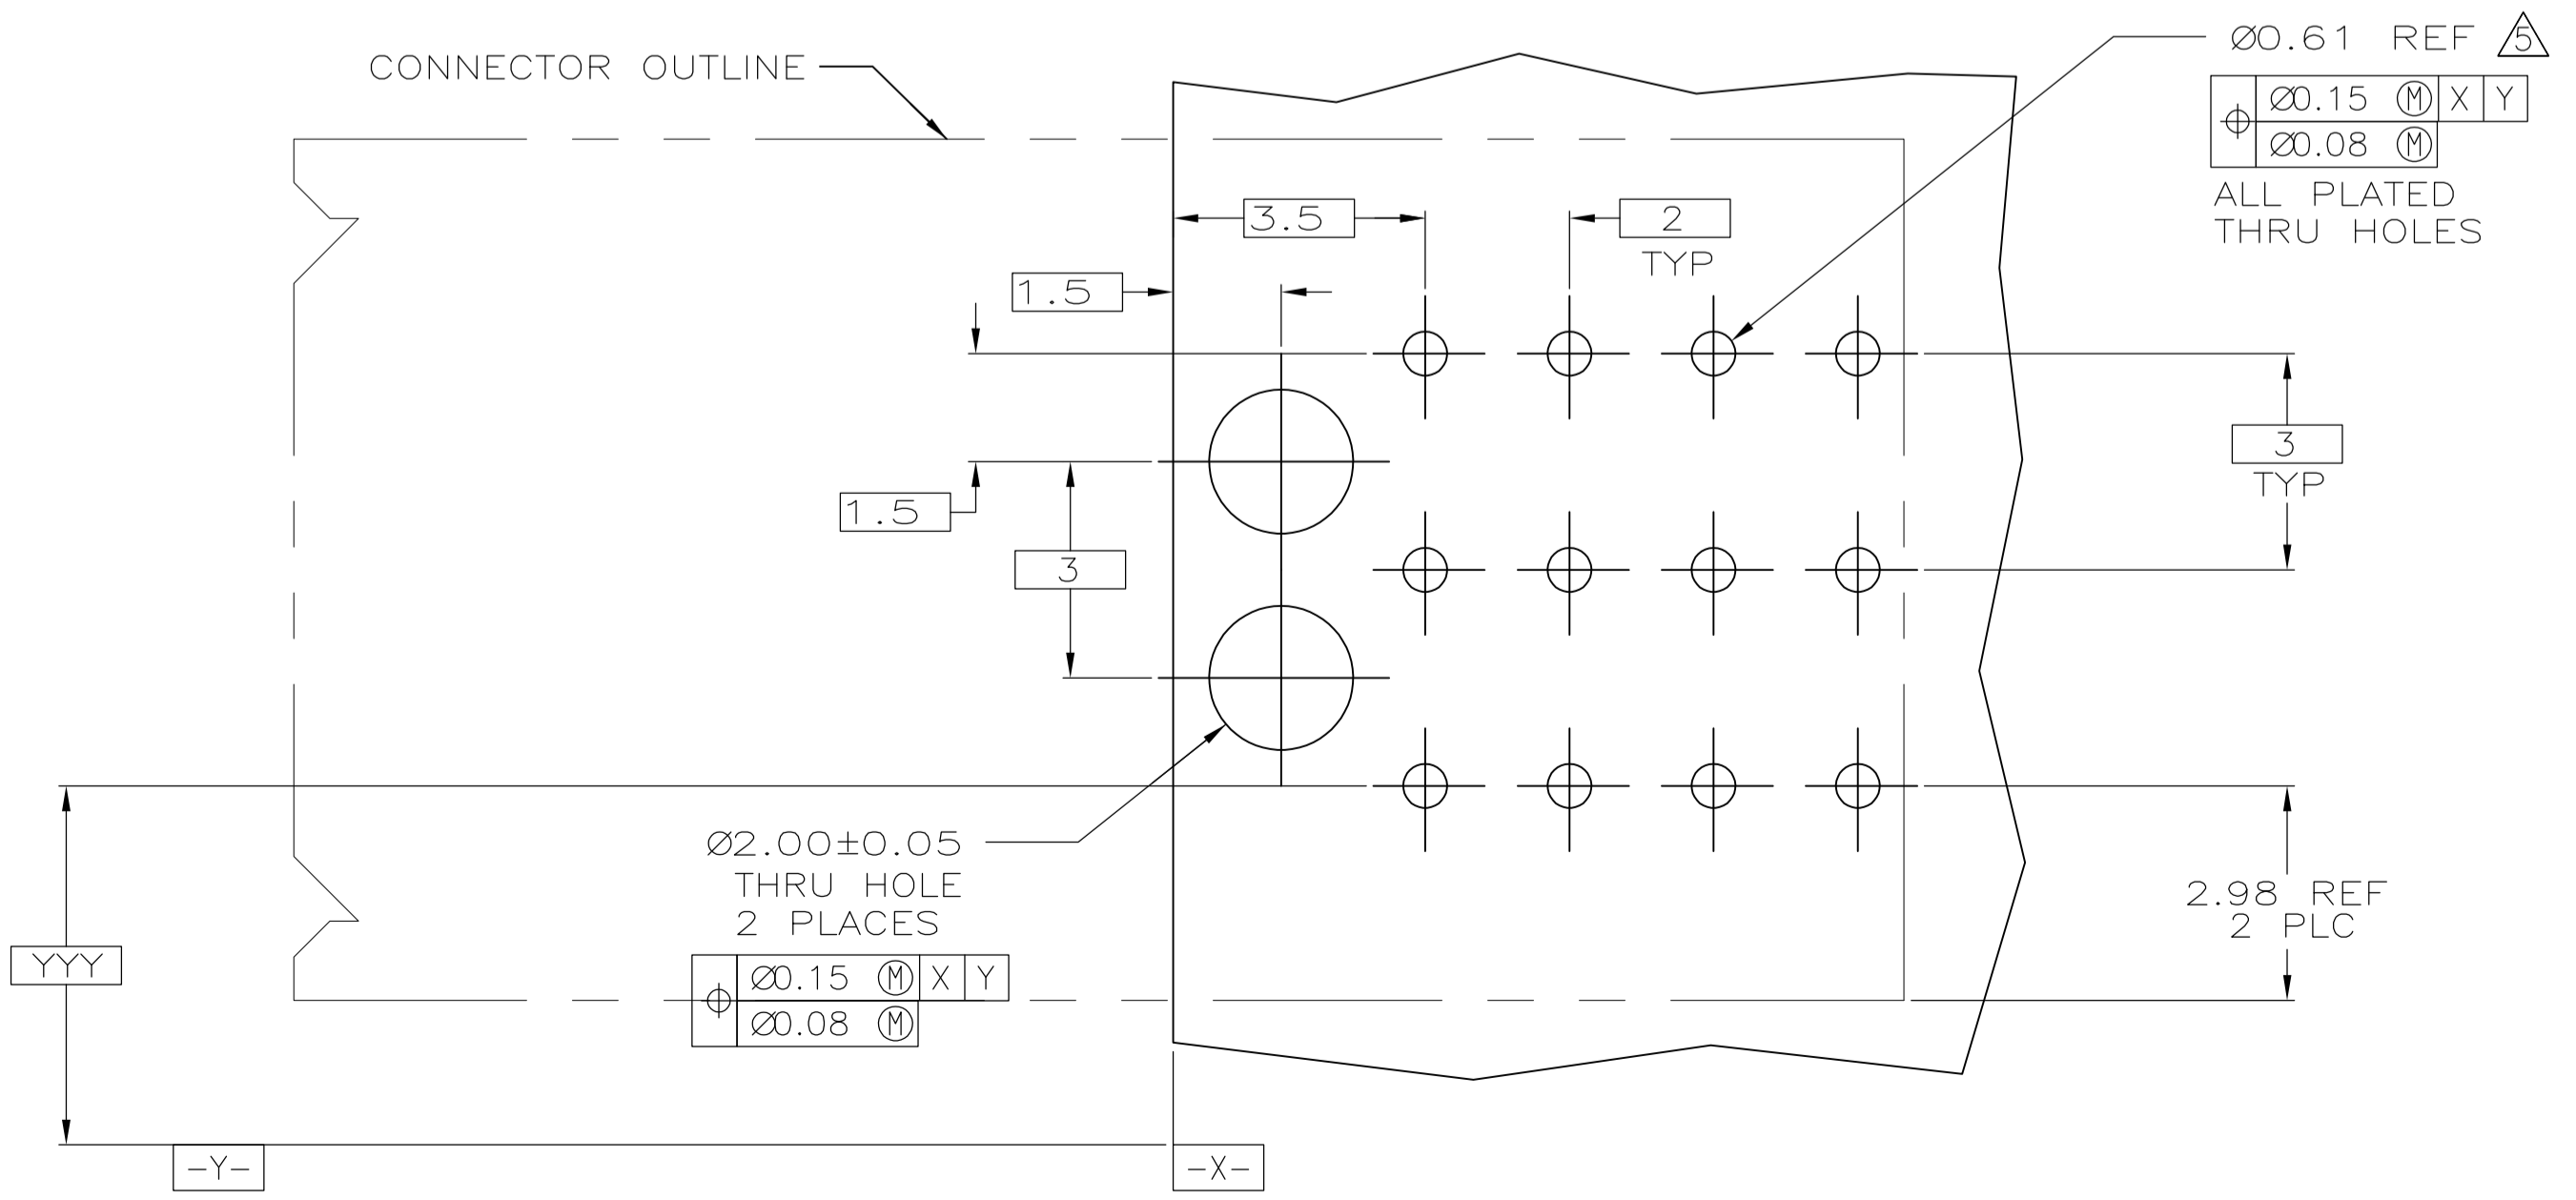 CONNECTOR OUTLINE
Ø0.61 REF 5
Ø0.15 Ⓜ X Y
Ø0.08 Ⓜ
ALL PLATED
THRU HOLES
3.5
2
TYP
1.5
3
TYP
1.5
3
Ø2.00±0.05
THRU HOLE
2 PLACES
Ø0.15 Ⓜ X Y
Ø0.08 Ⓜ
2.98 REF
2 PLC
YYY
-Y-
-X-